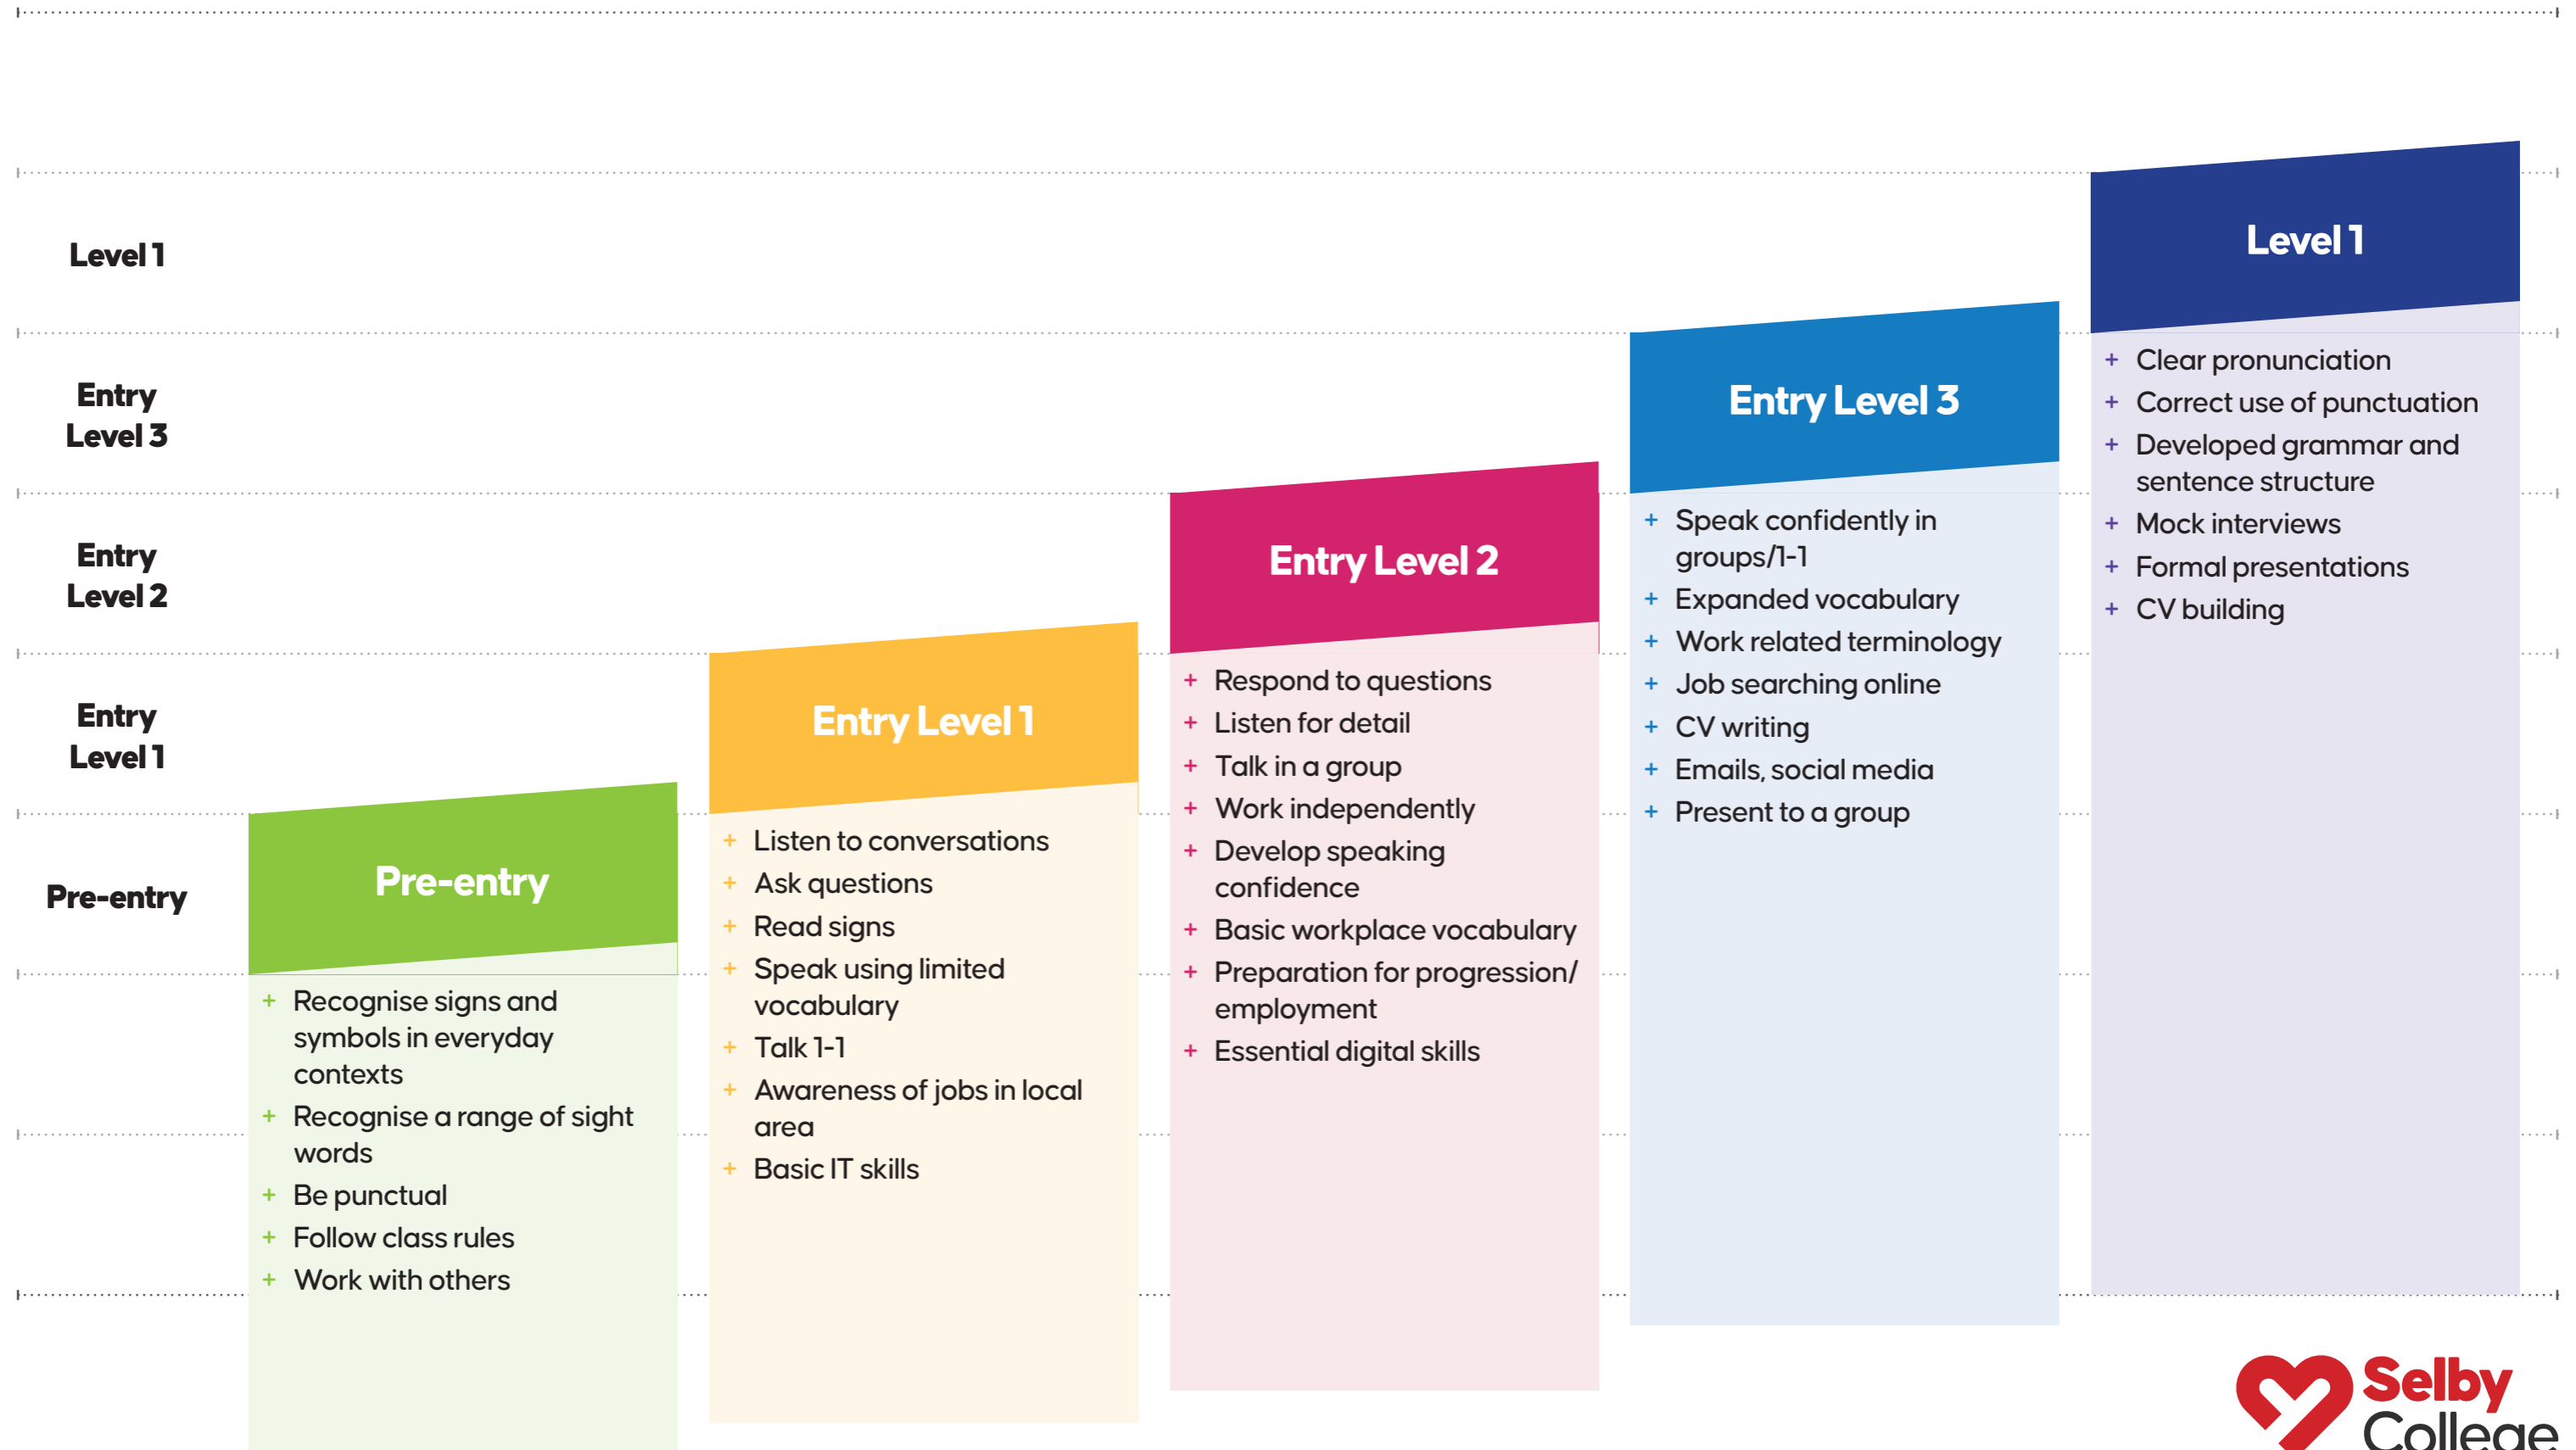 Level 1
Entry
Level 3
Entry
Level 2
Entry
Level 1
Pre-entry
Pre-entry
Recognise signs and
symbols in everyday
contexts
Recognise a range of sight
words
Be punctual
Follow class rules
Work with others
Entry Level 1
Listen to conversations
Ask questions
Read signs
Speak using limited
vocabulary
Talk 1-1
Awareness of jobs in local
area
Basic IT skills
Entry Level 2
Respond to questions
Listen for detail
Talk in a group
Work independently
Develop speaking
confidence
Basic workplace vocabulary
Preparation for progression/
employment
Essential digital skills
Entry Level 3
Speak confidently in
groups/1-1
Expanded vocabulary
Work related terminology
Job searching online
CV writing
Emails, social media
Present to a group
Level 1
Clear pronunciation
Correct use of punctuation
Developed grammar and
sentence structure
Mock interviews
Formal presentations
CV building
Selby
College